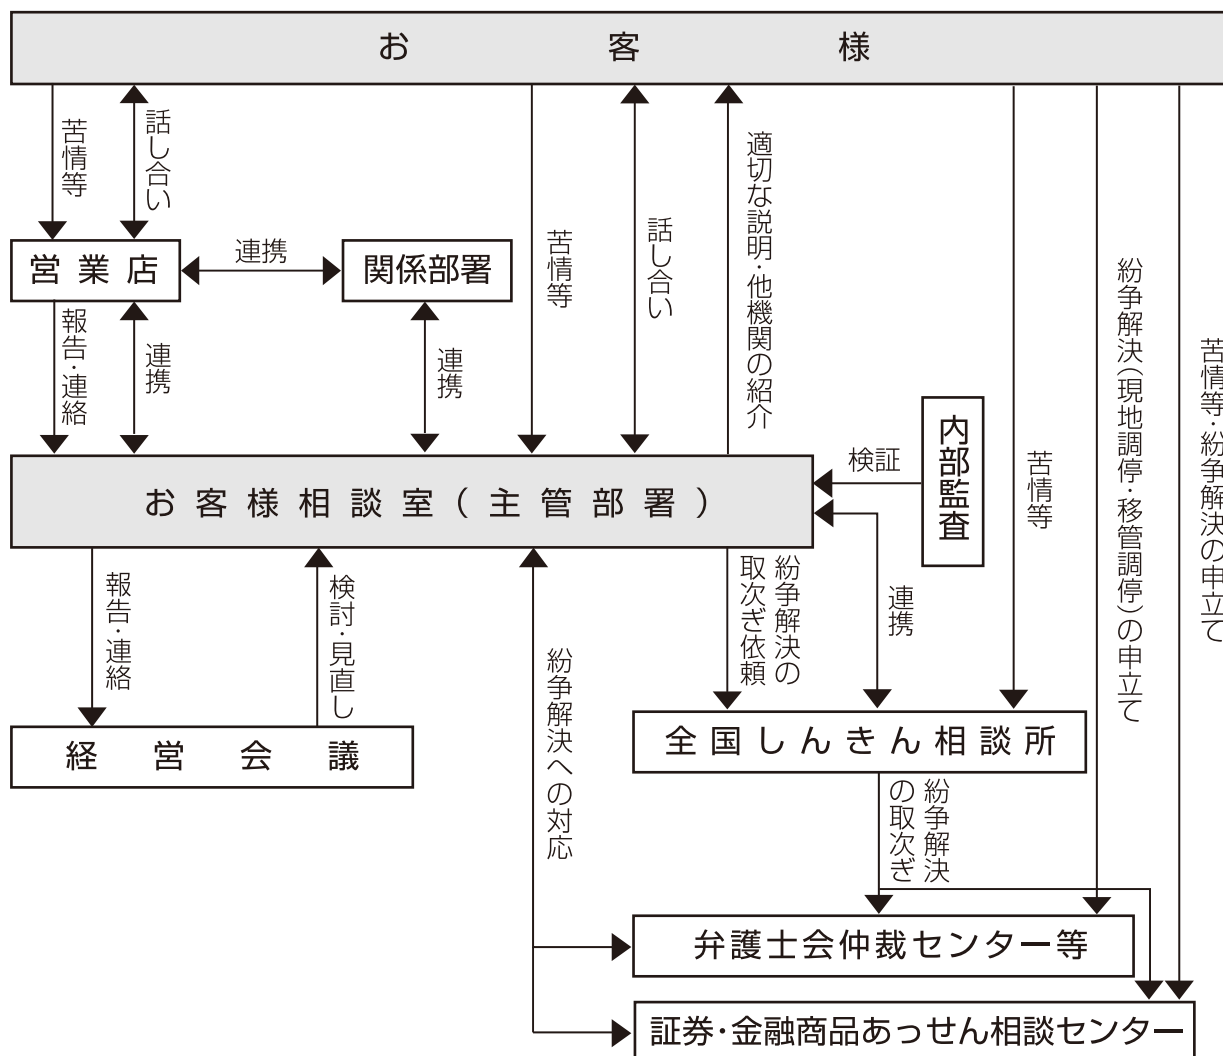 お客様
苦情等
話し合い
苦情等
話し合い
適切な説明・他機関の紹介
苦情等
紛争解決(現地調停・移管調停)の申立て
苦情等・紛争解決の申立て
営業店
連携
関係部署
報告・連絡
連携
連携
内部監査
検証
お客様相談室(主管部署)
連携
報告・連絡
検討・見直し
紛争解決への対応
紛争解決の
取次ぎ依頼
経営会議
全国しんきん相談所
紛争解決
の取次ぎ
弁護士会仲裁センター等
証券・金融商品あっせん相談センター